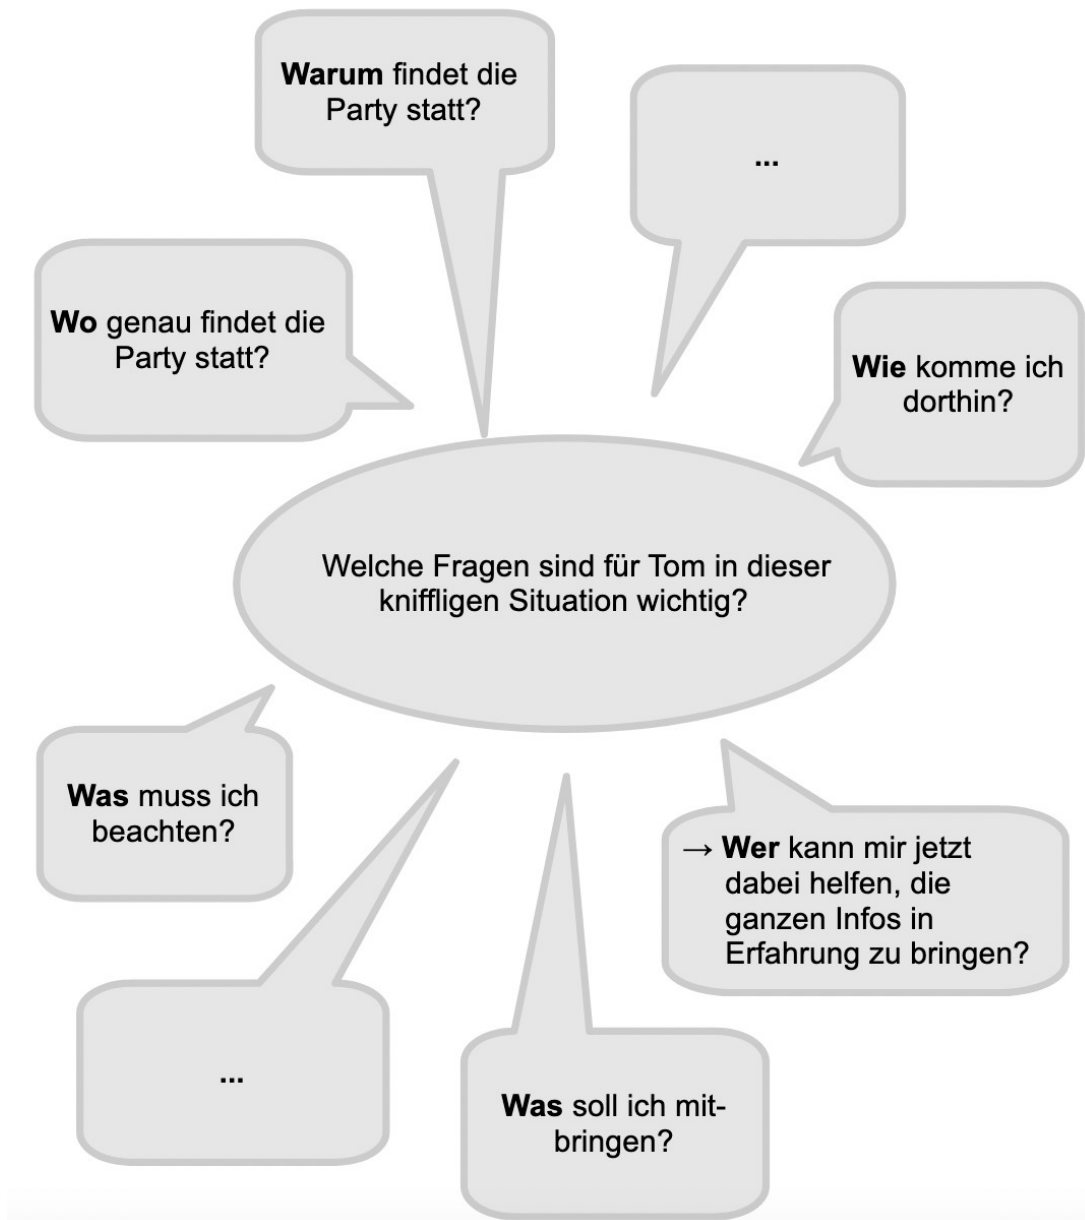 Warum findet die
Party statt?
...
Wo genau findet die
Party statt?
Wie komme ich
dorthin?
Welche Fragen sind für Tom in dieser
kniffligen Situation wichtig?
Was muss ich
beachten?
→ Wer kann mir jetzt
dabei helfen, die
ganzen Infos in
Erfahrung zu bringen?
...
Was soll ich mit-
bringen?